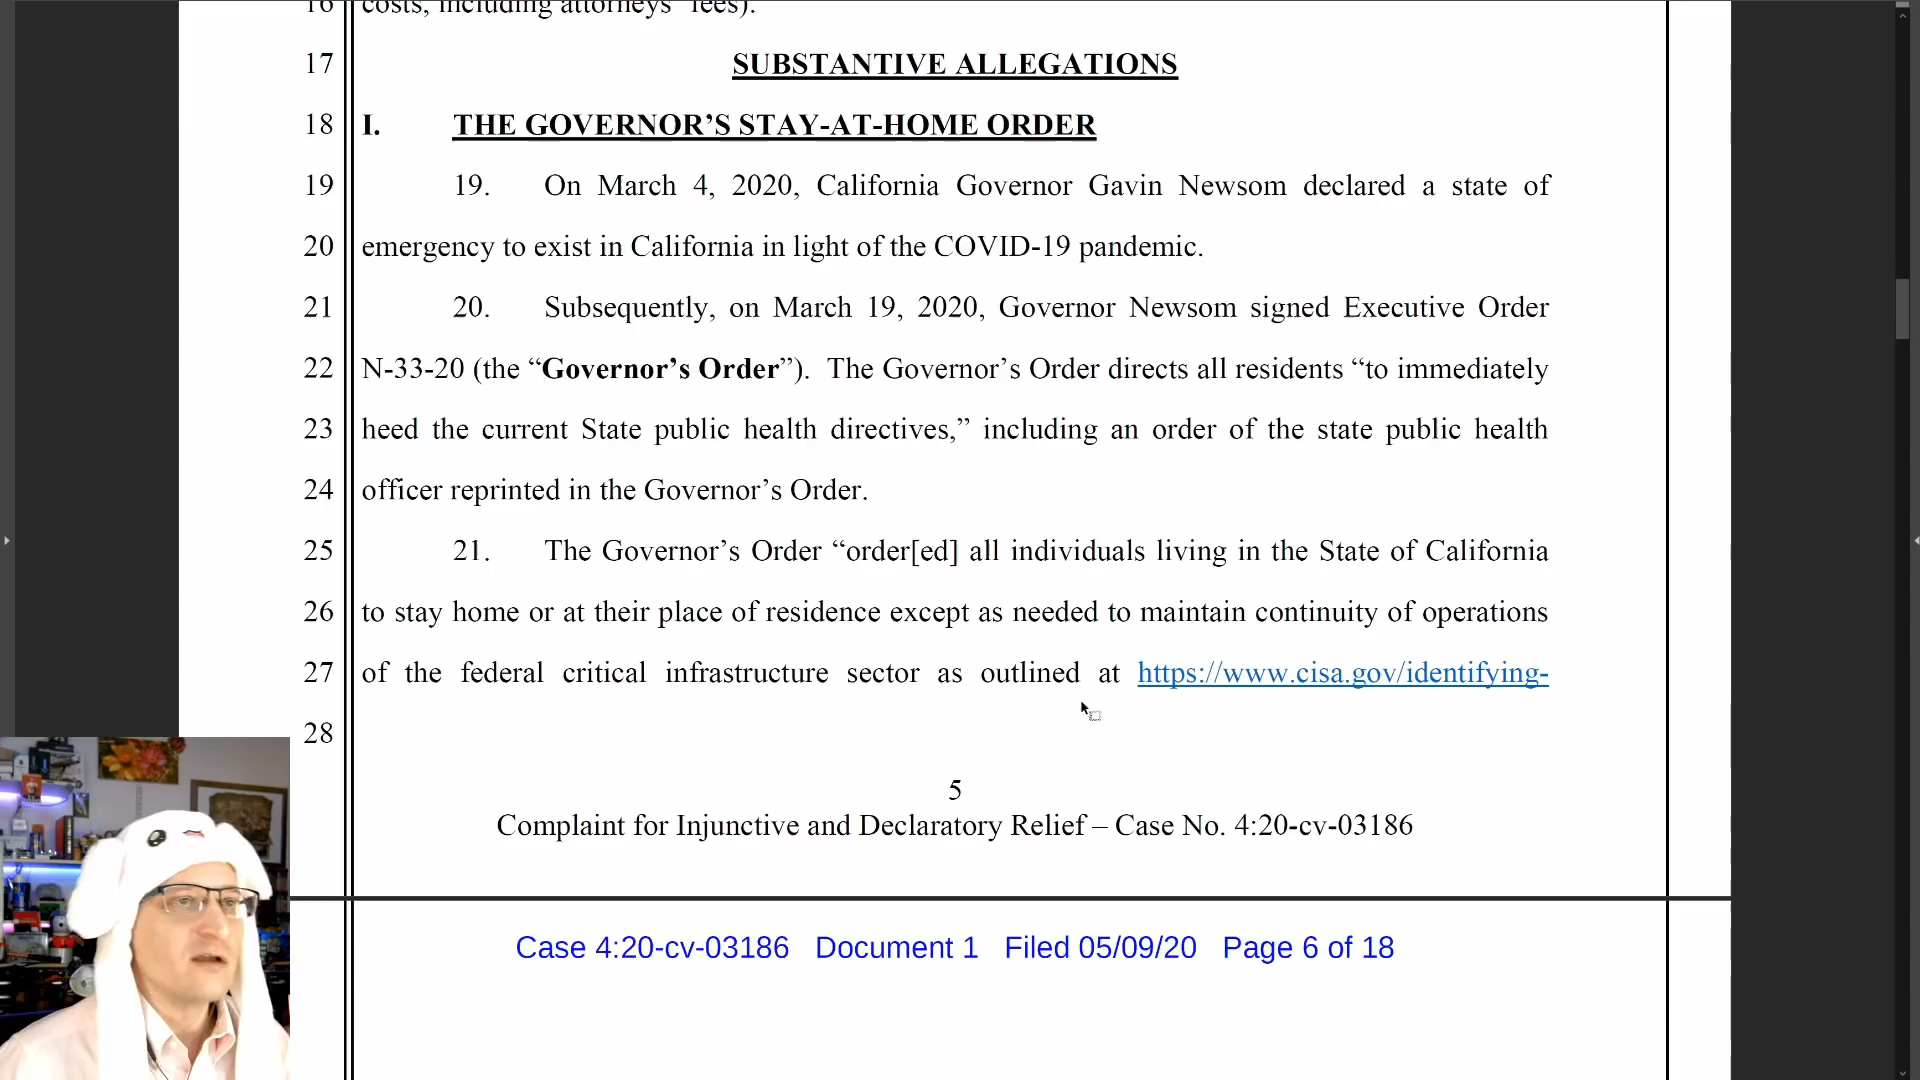 16 costs, including attorneys' fees).
17 SUBSTANTIVE ALLEGATIONS
18 I. THE GOVERNOR'S STAY-AT-HOME ORDER
19 19. On March 4, 2020, California Governor Gavin Newsom declared a state of
20 emergency to exist in California in light of the COVID-19 pandemic.
21 20. Subsequently, on March 19, 2020, Governor Newsom signed Executive Order
22 N-33-20 (the “Governor’s Order”). The Governor’s Order directs all residents “to immediately
23 heed the current State public health directives,” including an order of the state public health
24 officer reprinted in the Governor’s Order.
25 21. The Governor’s Order “order[ed] all individuals living in the State of California
26 to stay home or at their place of residence except as needed to maintain continuity of operations
27 of the federal critical infrastructure sector as outlined at https://www.cisa.gov/identifying-
28
5
Complaint for Injunctive and Declaratory Relief – Case No. 4:20-cv-03186
Case 4:20-cv-03186 Document 1 Filed 05/09/20 Page 6 of 18